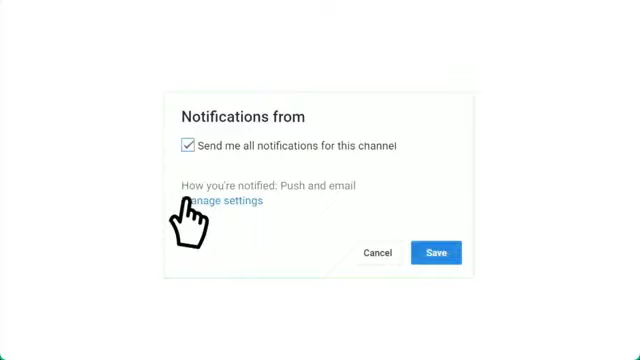 Notifications from
Send me all notifications for this channel
How you're notified: Push and email
anage settings
Cancel
Save